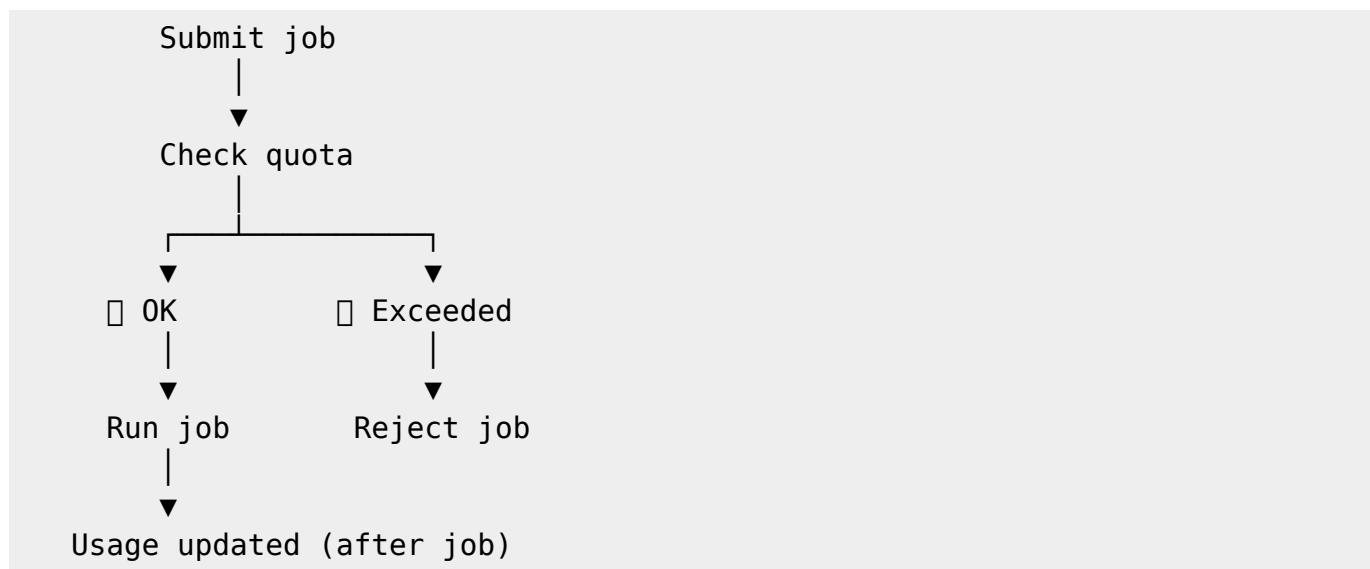 Submit job
│
▼
Check quota
│
┌───┴───────────┐
▼ ▼
▯ OK ▯ Exceeded
│ │
▼ ▼
Run job Reject job
│
▼
Usage updated (after job)